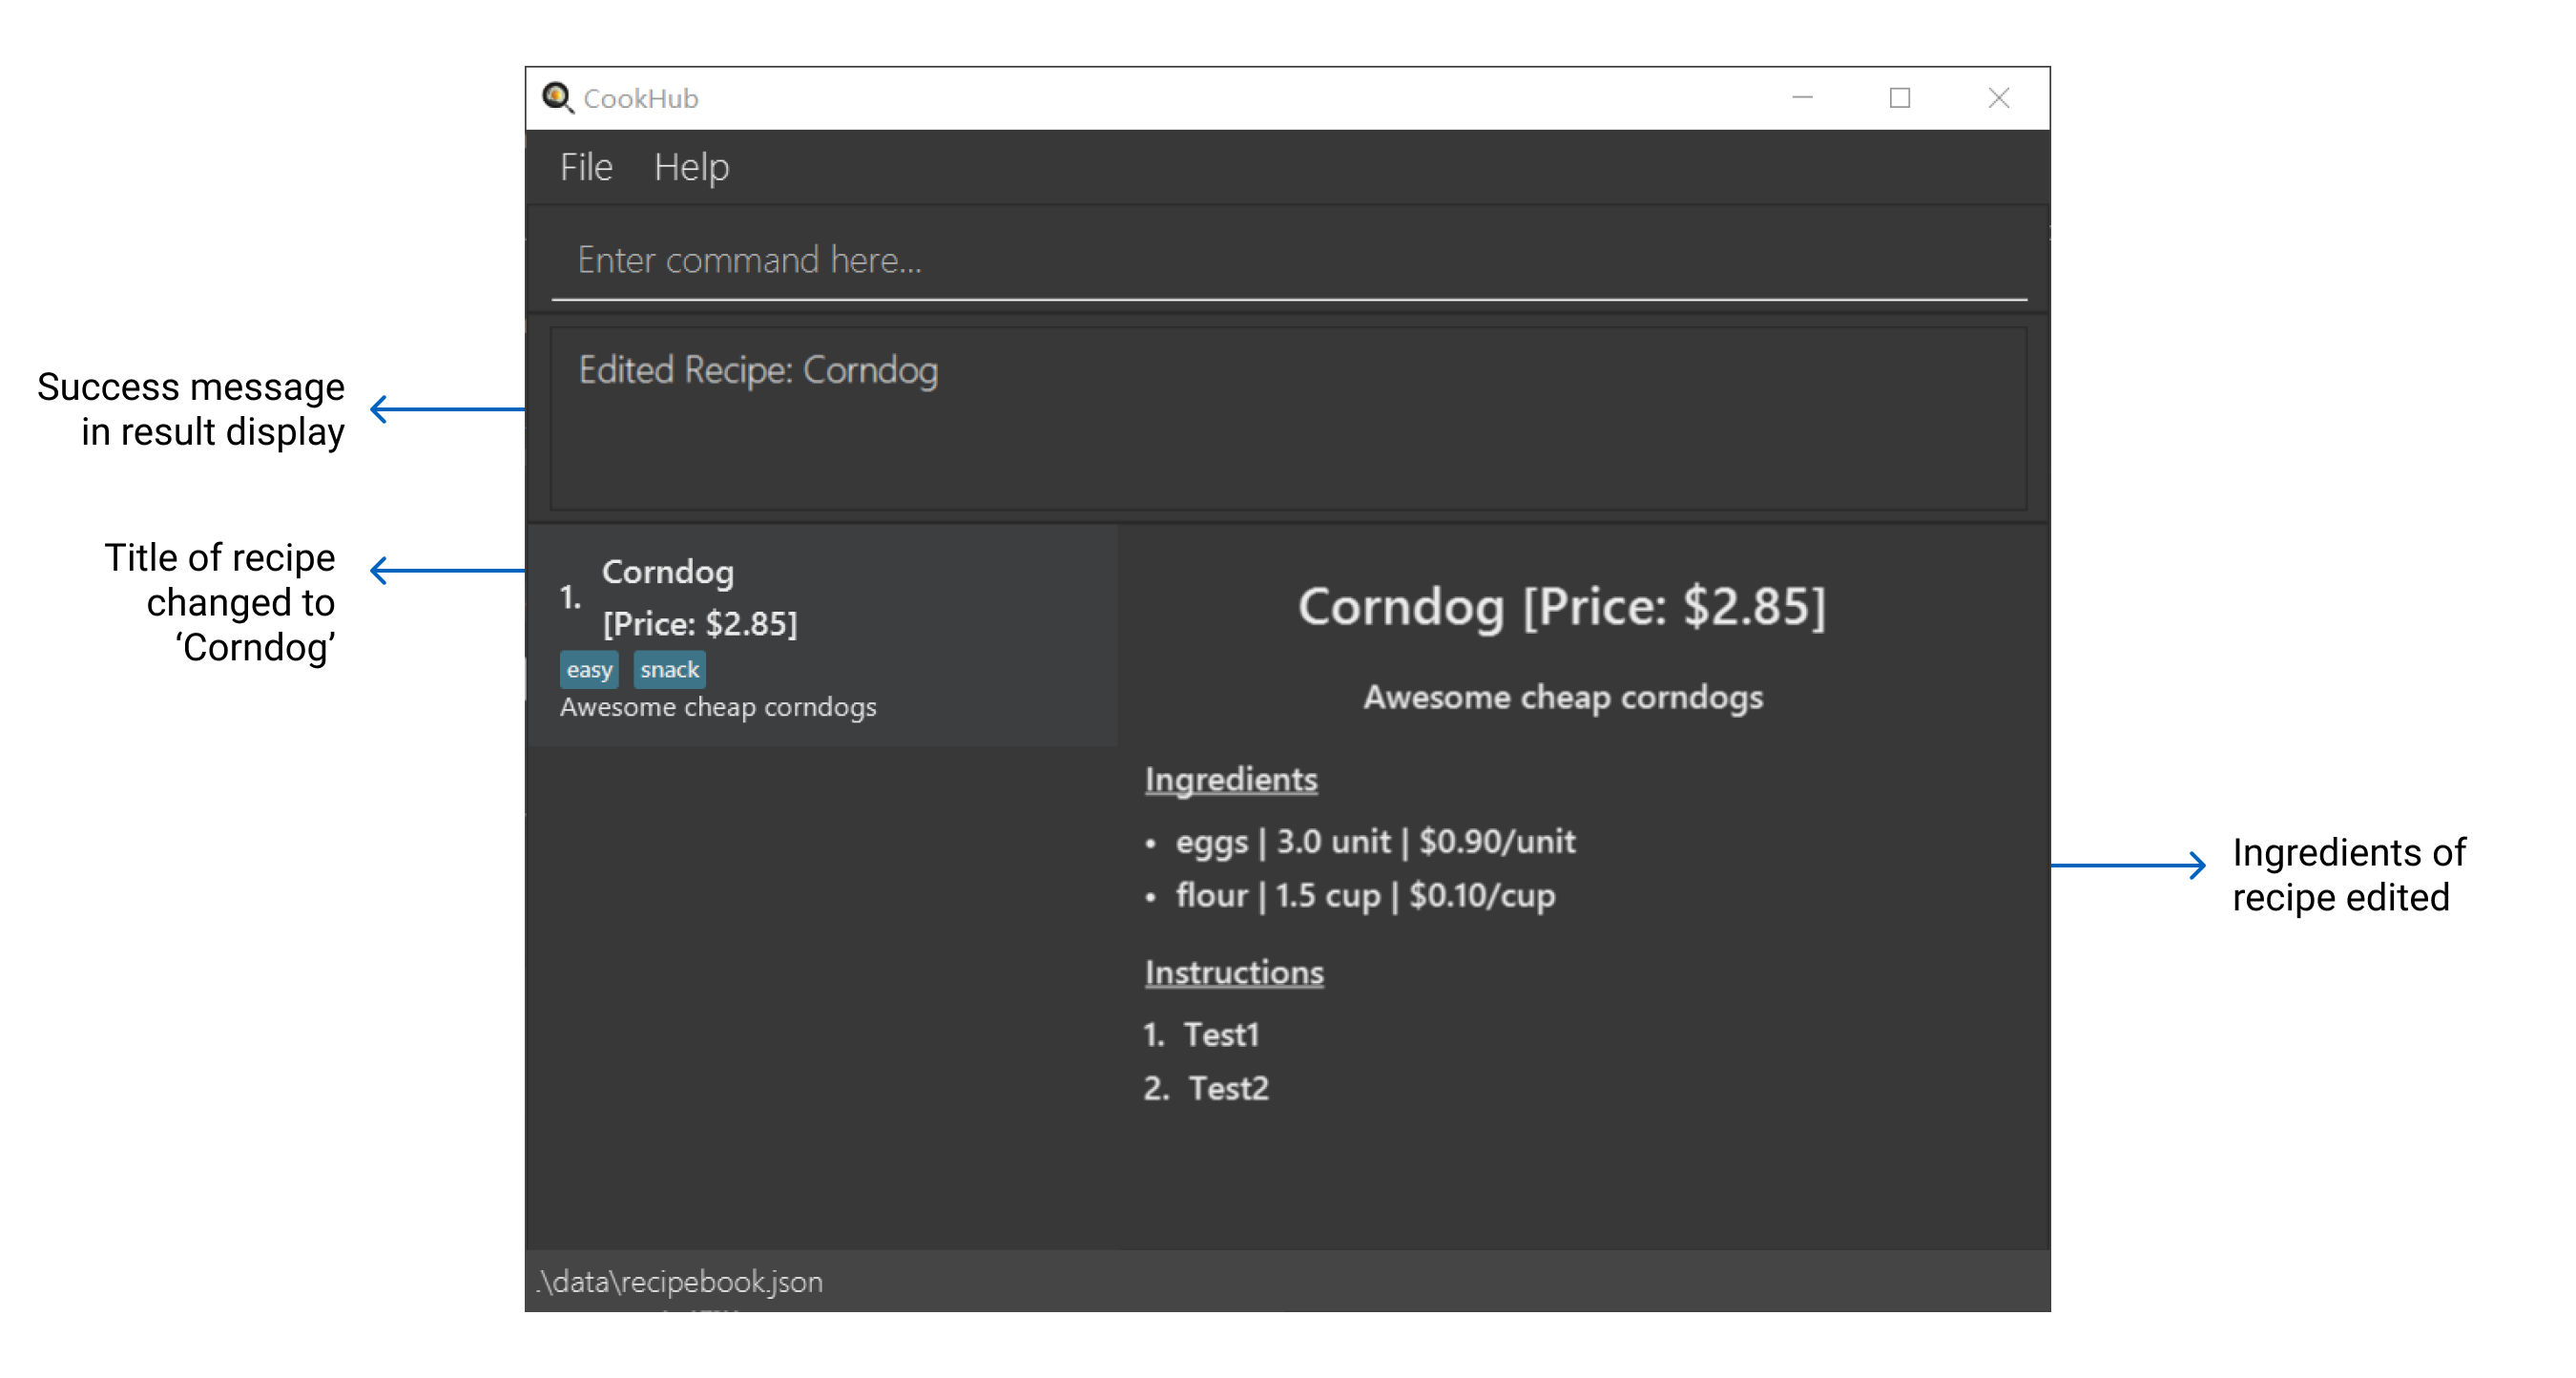 CookHub
File Help
Enter command here...
Edited Recipe: Corndog
Success message
in result display
Title of recipe
changed to
‘Corndog’
1.
Corndog
[Price: $2.85]
easy snack
Awesome cheap corndogs
Corndog [Price: $2.85]
Awesome cheap corndogs
Ingredients
• eggs | 3.0 unit | $0.90/unit
• flour | 1.5 cup | $0.10/cup
Ingredients of
recipe edited
Instructions
1. Test1
2. Test2
.\data\recipebook.json